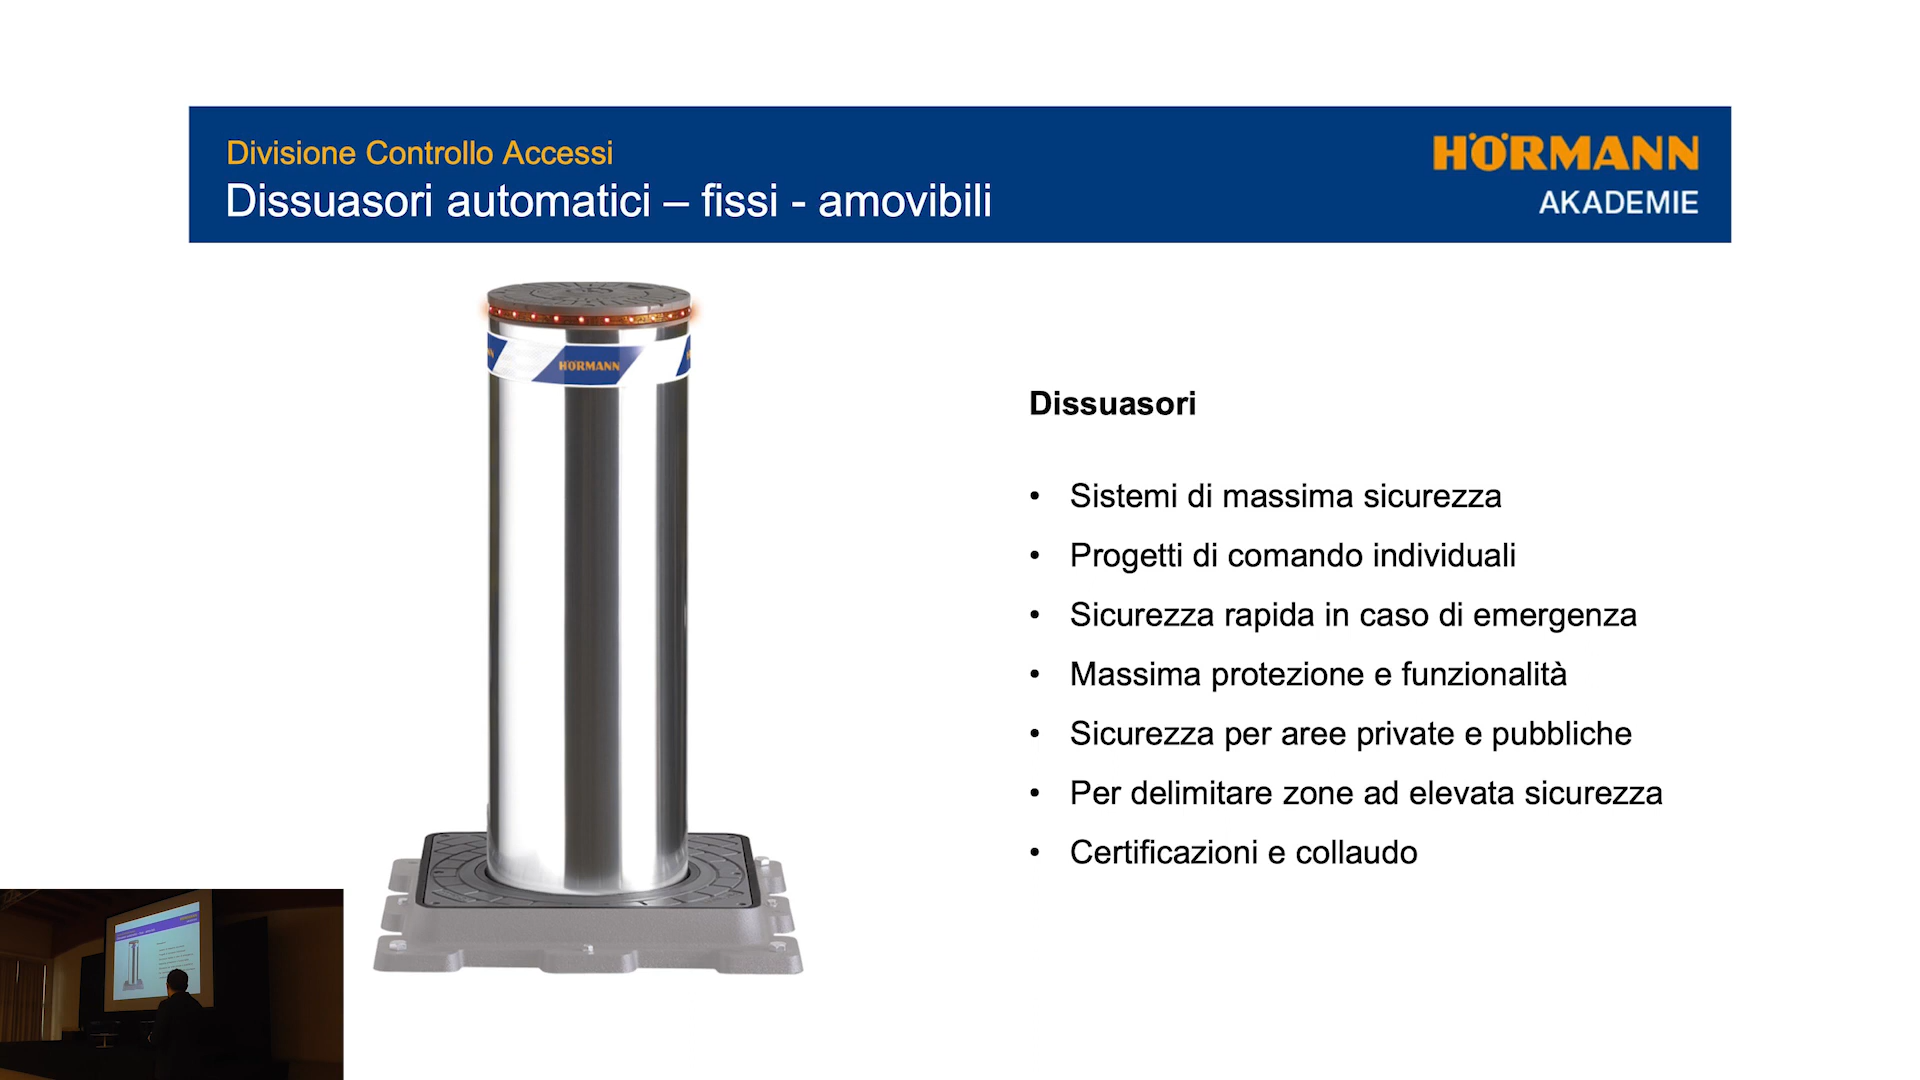 Divisione Controllo Accessi
Dissuasori automatici – fissi - amovibili
HÖRMANN
AKADEMIE
HÖRMANN
Dissuasori
• Sistemi di massima sicurezza
• Progetti di comando individuali
• Sicurezza rapida in caso di emergenza
• Massima protezione e funzionalità
• Sicurezza per aree private e pubbliche
• Per delimitare zone ad elevata sicurezza
• Certificazioni e collaudo